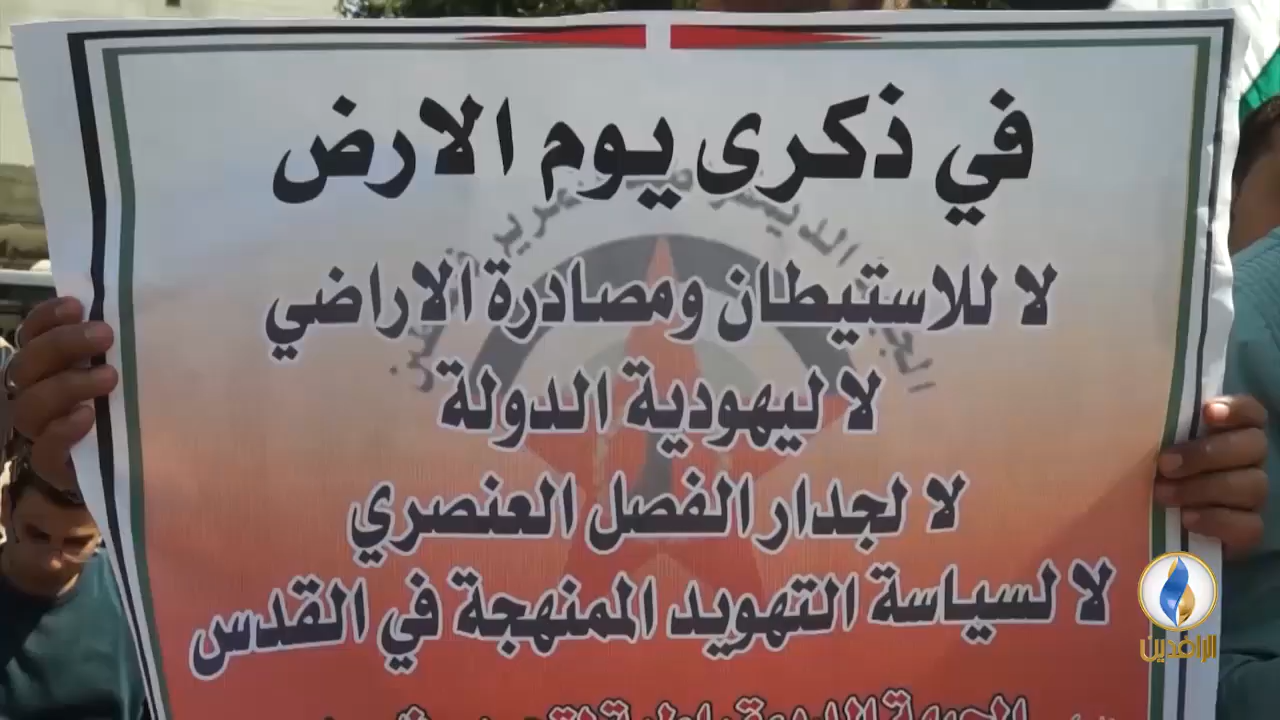 في ذكرى يوم الارض
لا للاستيطان ومصادرة الاراضي
لا ليهودية الدولة
لا لجدار الفصل العنصري
لا لسياسة التهويد الممنهجة في القدس
الرافدين